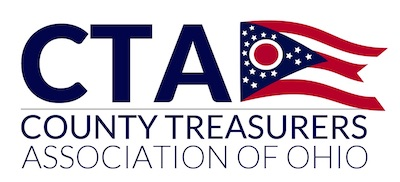 CTA
COUNTY TREASURERS
ASSOCIATION OF OHIO